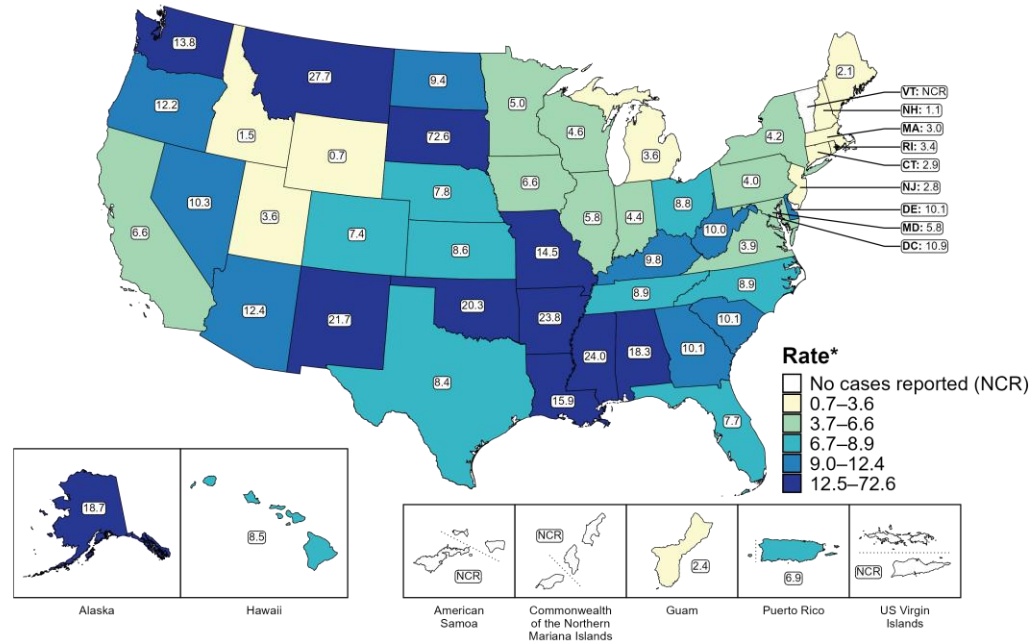 13.8
27.7
9.4
5.0
2.1
VT: NCR
NH: 1.1
MA: 3.0
RI: 3.4
CT: 2.9
NJ: 2.8
DE: 10.1
MD: 5.8
DC: 10.9
12.2
1.5
0.7
72.6
4.6
3.6
4.2
4.0
10.3
3.6
7.8
6.6
5.8
4.4
8.8
10.0
3.9
6.6
7.4
8.6
14.5
9.8
8.9
8.9
12.4
21.7
20.3
23.8
24.0
18.3
10.1
10.1
8.4
15.9
7.7
Rate*
No cases reported (NCR)
0.7–3.6
3.7–6.6
6.7–8.9
9.0–12.4
12.5–72.6
18.7
Alaska
8.5
Hawaii
NCR
American
Samoa
NCR
Commonwealth
of the Northern
Mariana Islands
2.4
Guam
6.9
Puerto Rico
NCR
US Virgin
Islands